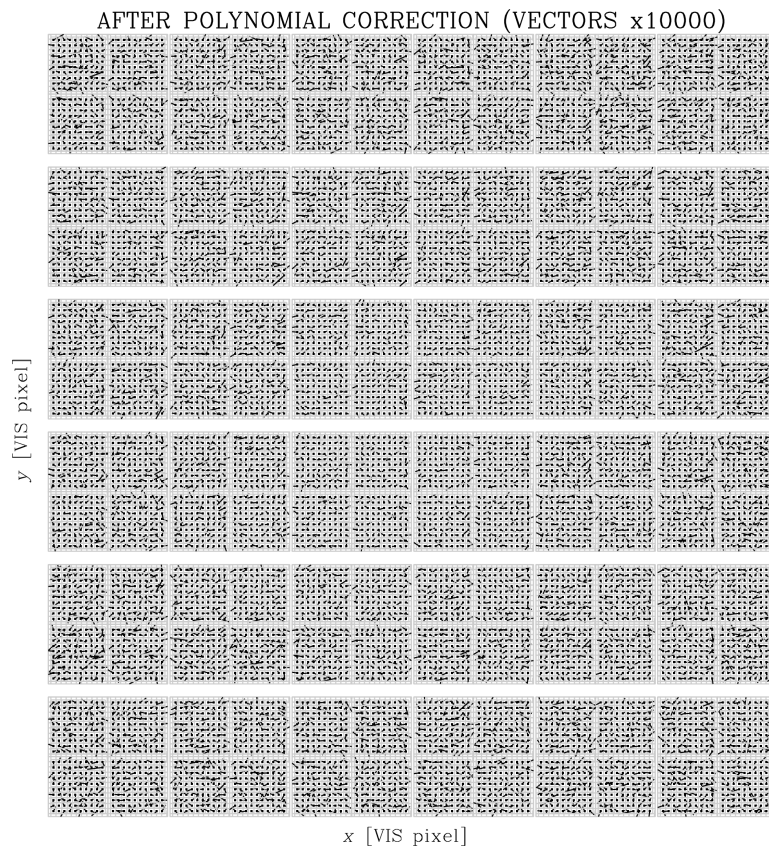 AFTER POLYNOMIAL CORRECTION (VECTORS x10000)
y [VIS pixel]
x [VIS pixel]